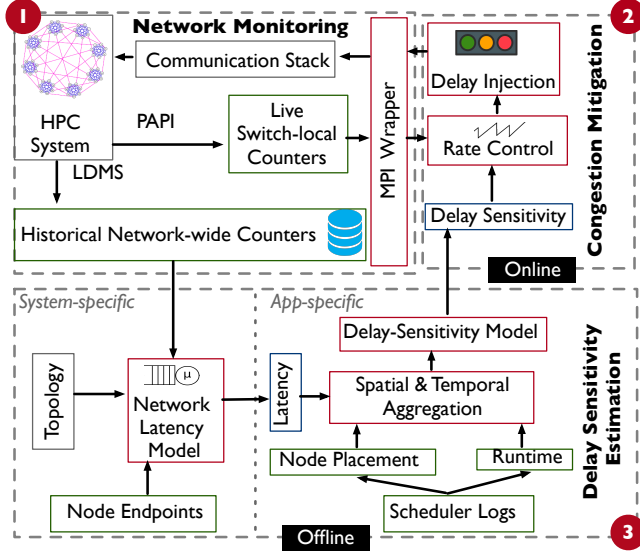 1
Network Monitoring
2
HPC
System
Communication Stack
PAPI
LDMS
Live
Switch-local
Counters
MPI Wrapper
Delay Injection
Rate Control
Delay Sensitivity
Congestion Mitigation
Historical Network-wide Counters
Online
System-specific
App-specific
Delay-Sensitivity Model
Topology
μ
Network
Latency
Model
Latency
Spatial & Temporal
Aggregation
Node Placement
Runtime
Node Endpoints
Scheduler Logs
Delay Sensitivity
Estimation
Offline
3